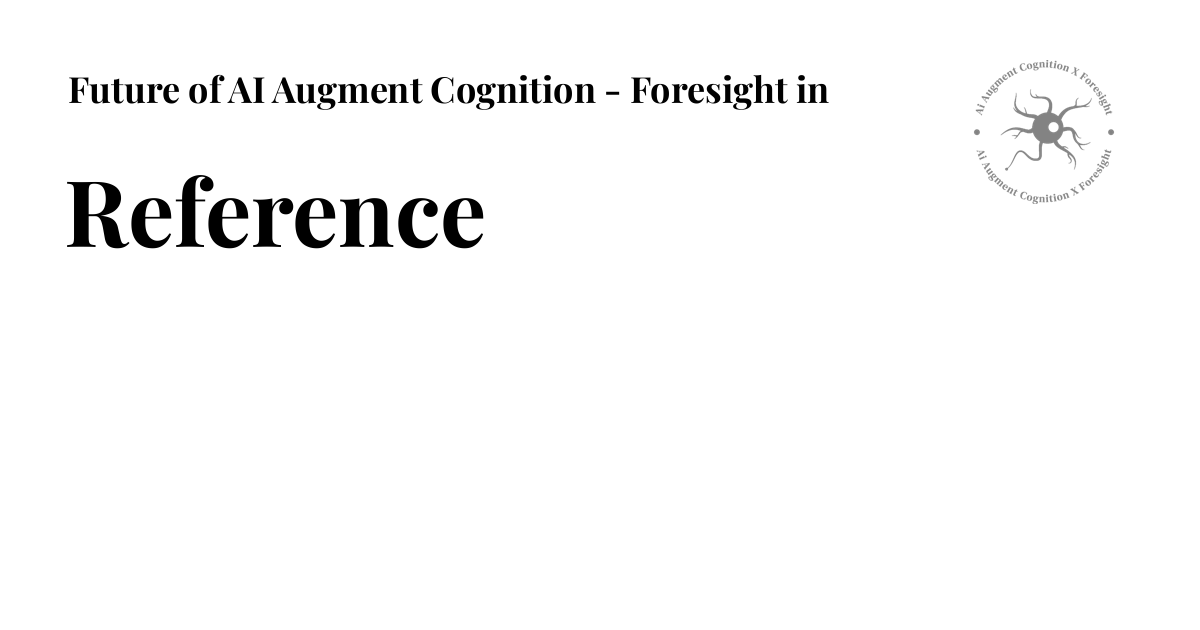 Future of AI Augment Cognition - Foresight in
Reference
Ai Augment Cognition X Foresight
Ai Augment Cognition X Foresight